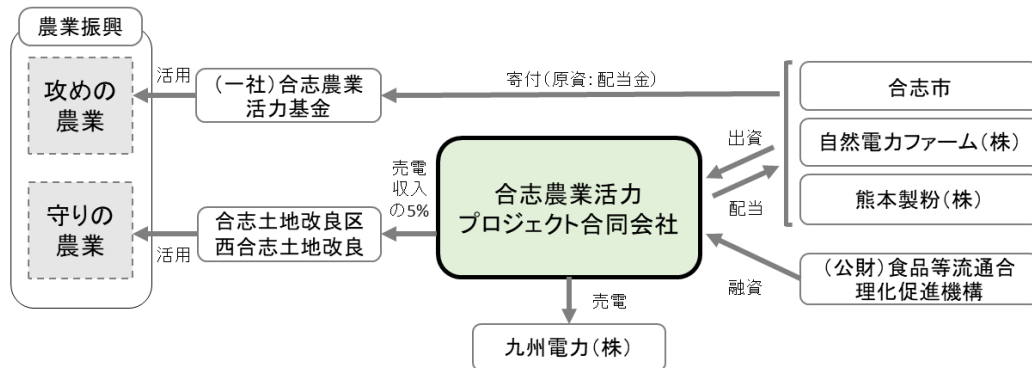 農業振興
攻めの
農業
活用
(一社)合志農業
活力基金
寄付(原資:配当金)
合志市
自然電力ファーム(株)
熊本製粉(株)
出資
配当
合志農業活力
プロジェクト合同会社
売電
収入
の5%
守りの
農業
活用
合志土地改良区
西合志土地改良
融資
(公財)食品等流通合
理化促進機構
売電
九州電力(株)